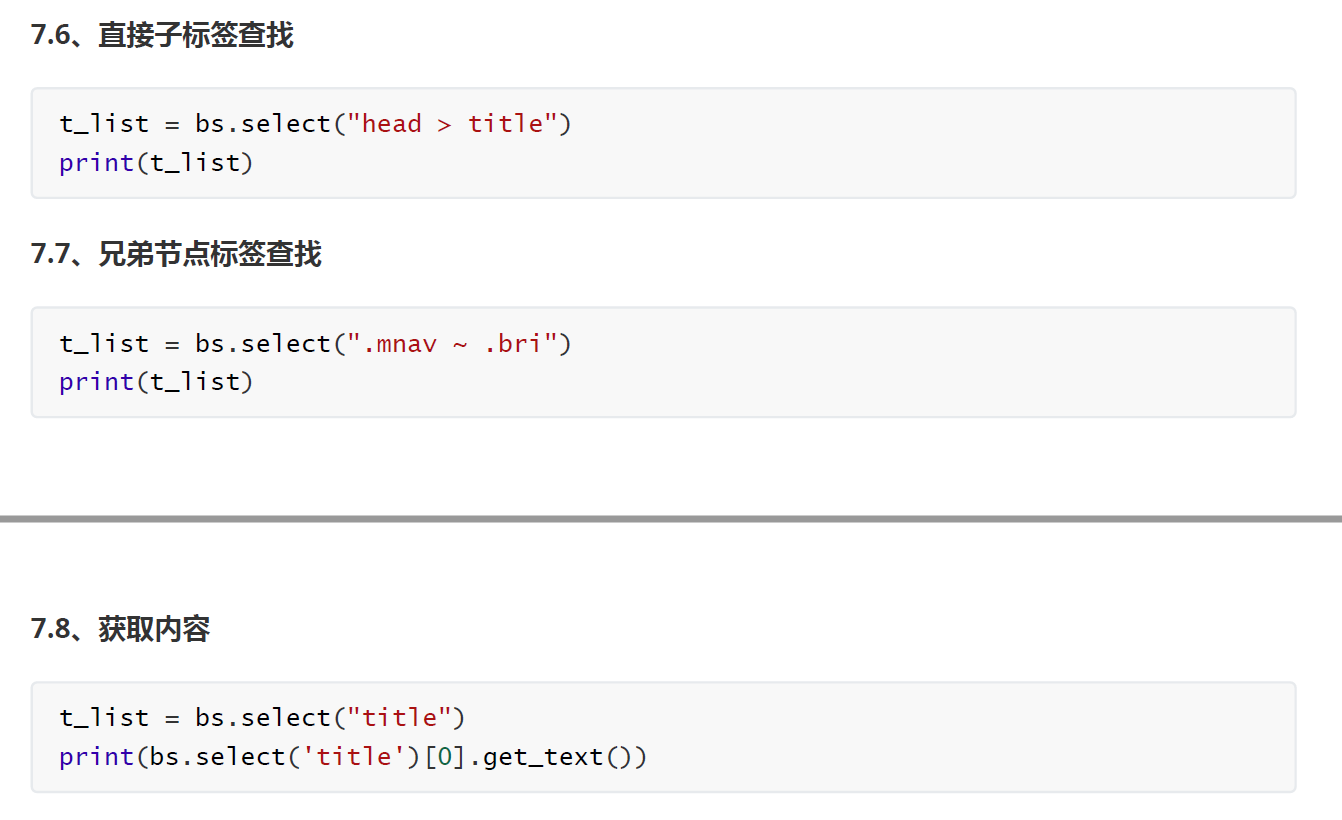 7.6、直接子标签查找
t_list = bs.select("head > title")
print(t_list)
7.7、兄弟节点标签查找
t_list = bs.select(".mnav ~ .bri")
print(t_list)
7.8、获取内容
t_list = bs.select("title")
print(bs.select('title')[0].get_text())